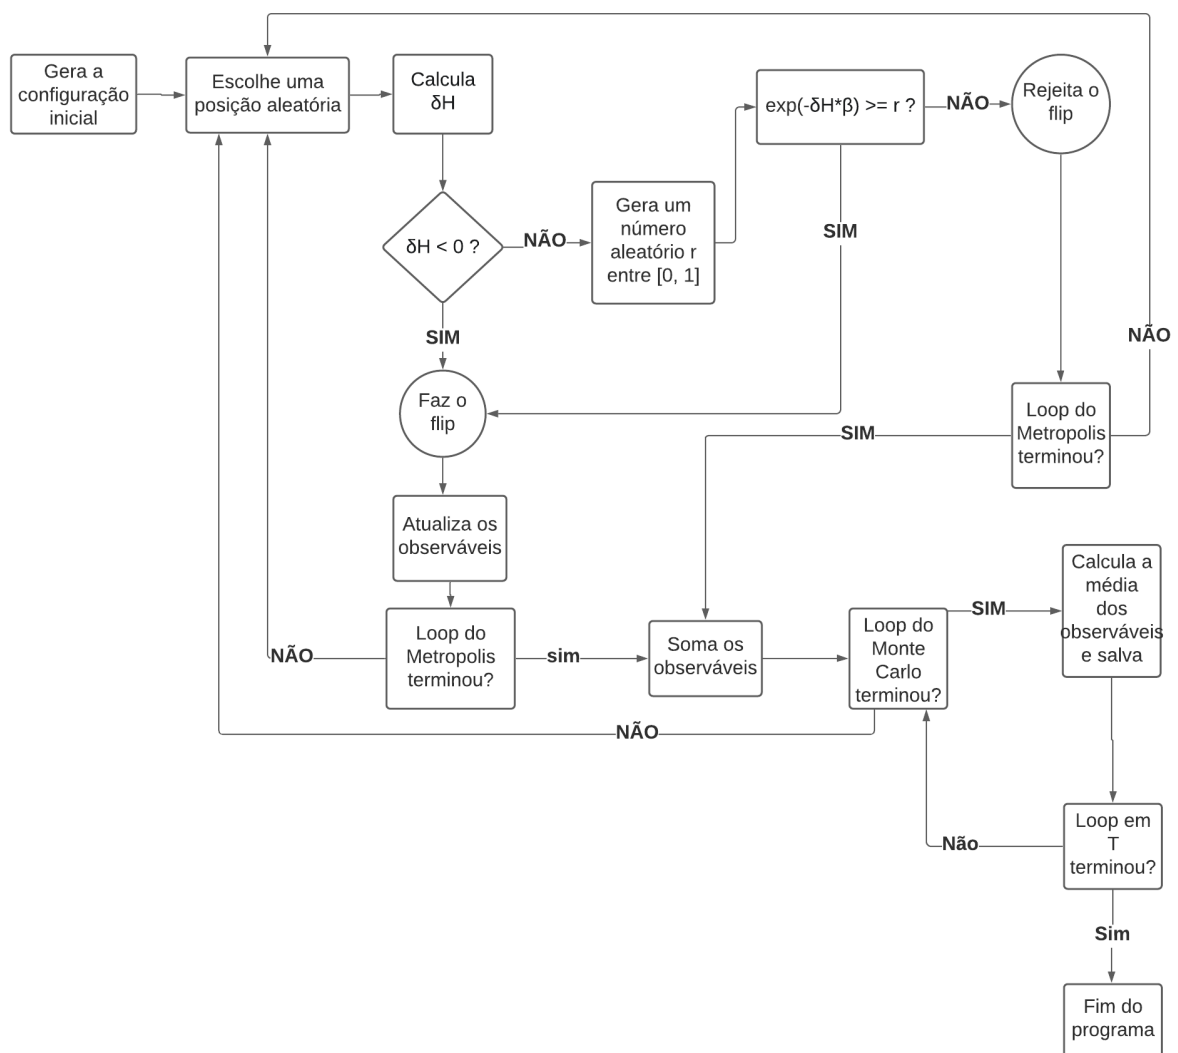 Gera a
configuração
inicial
Escolhe uma
posição aleatória
Calcula
δH
exp(-δH*β) >= r ?
NÃO
Rejeita o
flip
Gera um
número
aleatório r
entre [0, 1]
δH < 0 ?
NÃO
SIM
SIM
NÃO
Faz o
flip
Loop do
Metropolis
terminou?
SIM
Atualiza os
observáveis
Loop do
Metropolis
terminou?
NÃO
sim
Soma os
observáveis
Loop do
Monte
Carlo
terminou?
SIM
Calcula a
média
dos
observáveis
e salva
NÃO
Loop em
T
terminou?
Não
Sim
Fim do
programa